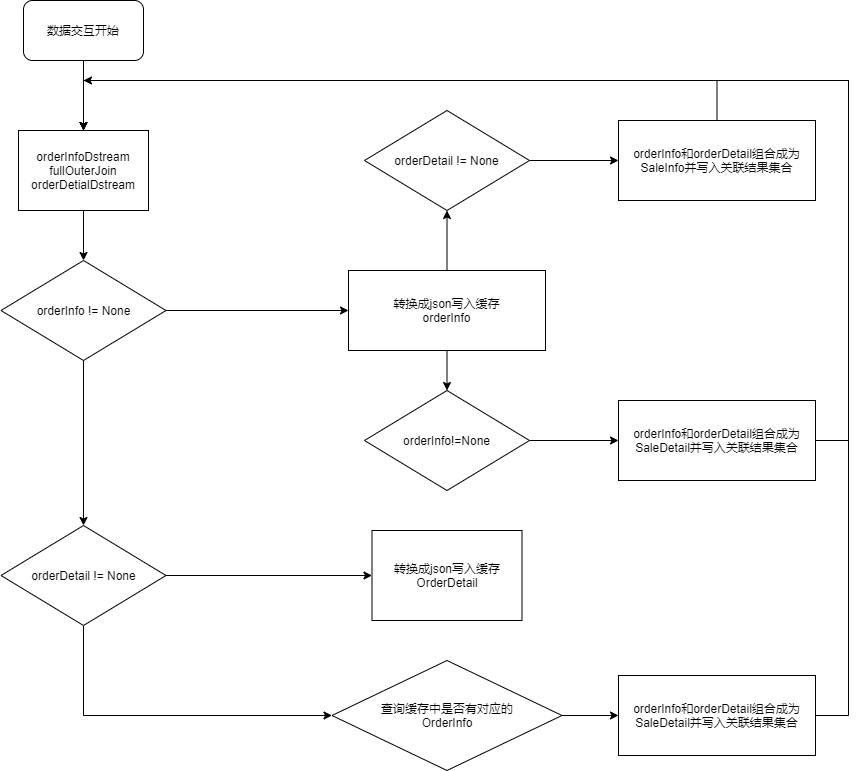 数据交互开始
orderInfoDstream
fullOuterJoin
orderDetialDstream
orderDetail != None
orderInfo和orderDetail组合成为
SaleInfo并写入关联结果集合
orderInfo != None
转换成json写入缓存
orderInfo
orderInfo!=None
orderInfo和orderDetail组合成为
SaleDetail并写入关联结果集合
orderDetail != None
转换成json写入缓存
OrderDetail
查询缓存中是否有对应的
OrderInfo
orderInfo和orderDetail组合成为
SaleDetail并写入关联结果集合